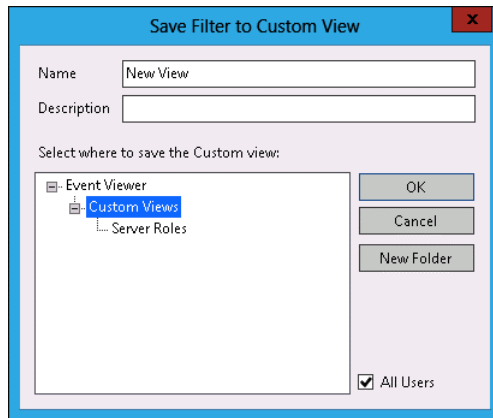 Save Filter to Custom View
x
Name New View
Description
Select where to save the Custom view:
Event Viewer
OK
Custom Views
Cancel
Server Roles
New Folder
All Users